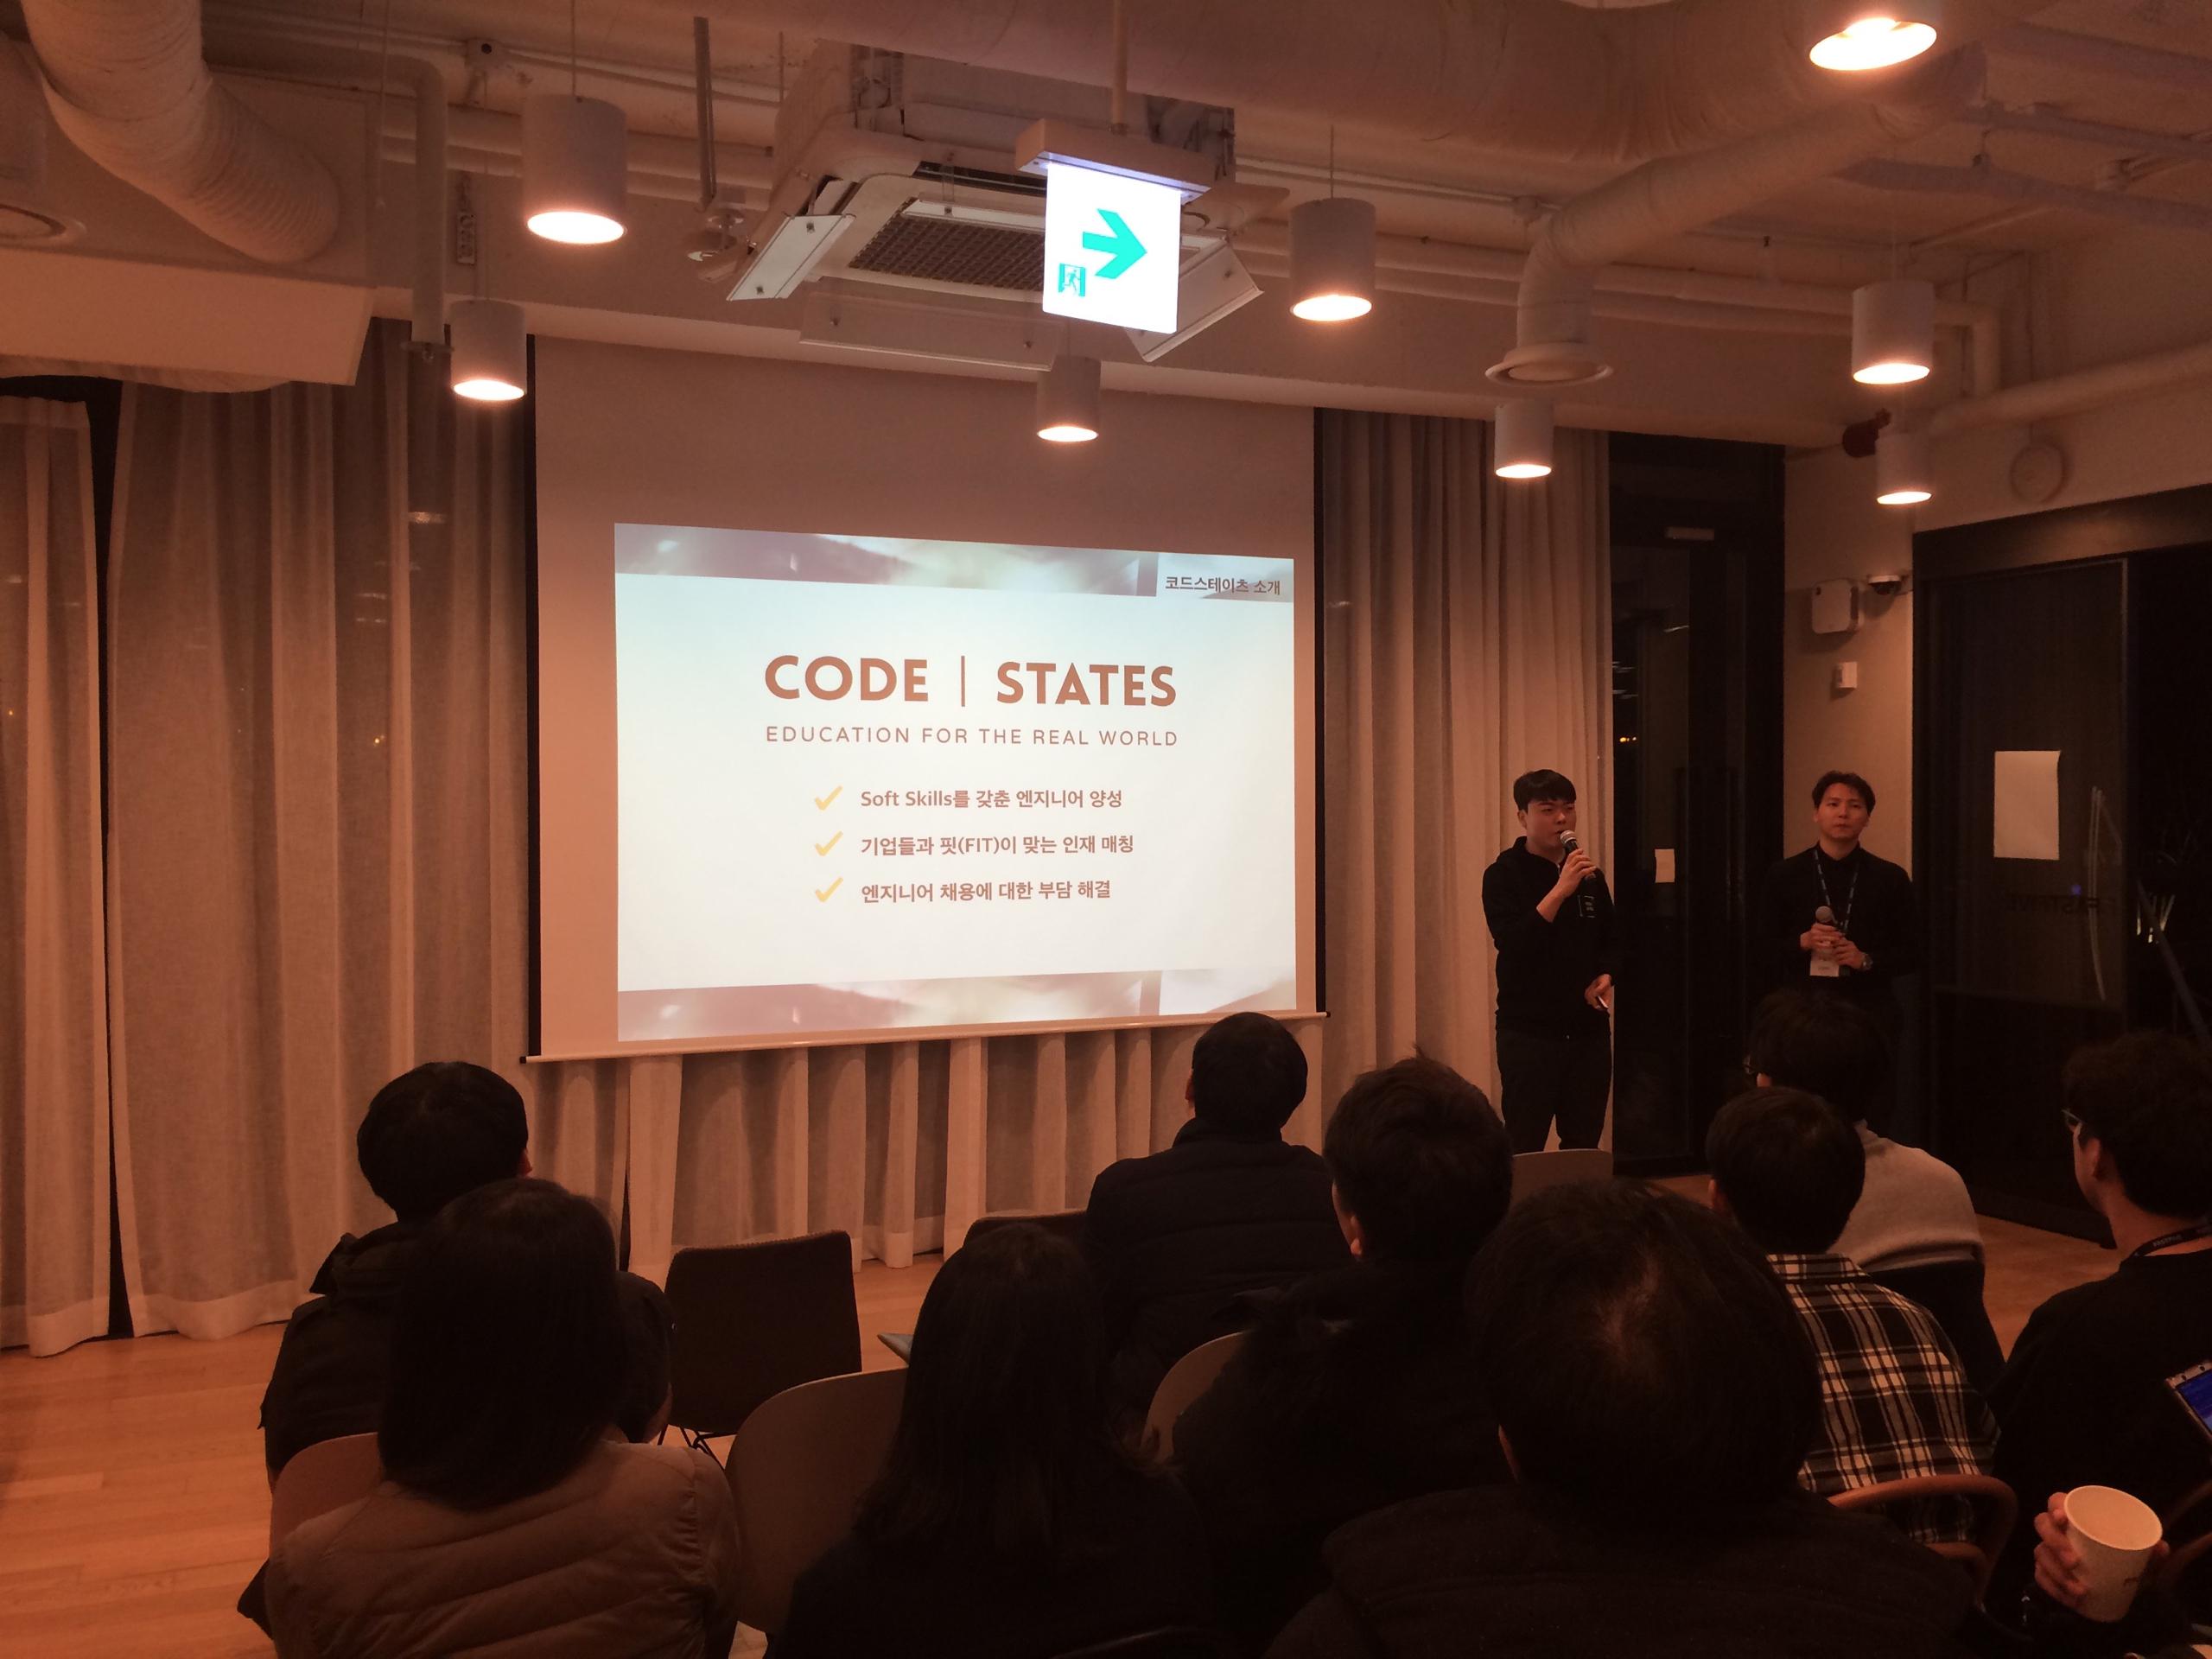 코드스테이츠 소개
CODE | STATES
EDUCATION FOR THE REAL WORLD
Soft Skills를 갖춘 엔지니어 양성
기업들과 핏(FIT)이 맞는 인재 매칭
엔지니어 채용에 대한 부담 해결